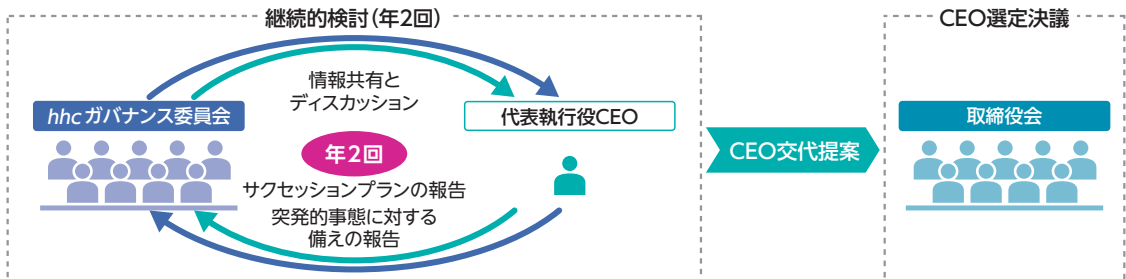 継続的検討（年2回）
情報共有と
ディスカッション
hhcガバナンス委員会
代表執行役CEO
年2回
サクセッションプランの報告
突発的事態に対する
備えの報告
CEO交代提案
CEO選定決議
取締役会